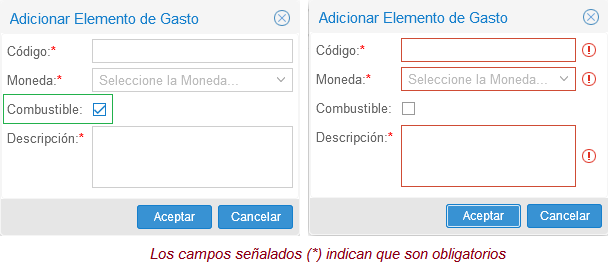 Adicionar Elemento de Gasto
Código:*
Moneda:* Seleccione la Moneda...
Combustible:
Descripción:*
Aceptar Cancelar
Adicionar Elemento de Gasto
Código:*
Moneda:* Seleccione la Moneda...
Combustible:
Descripción:*
Aceptar Cancelar
Los campos señalados (*) indican que son obligatorios